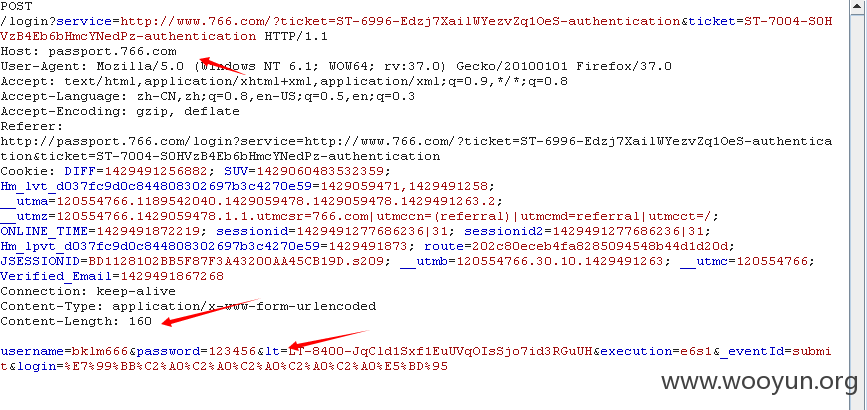 POST
/login?service=http://www.766.com/?ticket=ST-6996-Edzj7XailWYezvZq1OeS-authentication&ticket=ST-7004-SOH
VzB4Eb6bHmcYNedPz-authentication HTTP/1.1
Host: passport.766.com
User-Agent: Mozilla/5.0 (Windows NT 6.1; WOW64; rv:37.0) Gecko/20100101 Firefox/37.0
Accept: text/html,application/xhtml+xml,application/xml;q=0.9,*/*;q=0.8
Accept-Language: zh-CN,zh;q=0.8,en-US;q=0.5,en;q=0.3
Accept-Encoding: gzip, deflate
Referer:
http://passport.766.com/login?service=http://www.766.com/?ticket=ST-6996-Edzj7XailWYezvZq1OeS-authentica
tion&ticket=ST-7004-SOHVzB4Eb6bHmcYNedPz-authentication
Cookie: DIFF=1429491256882; SUV=1429060483532359;
Hm_lvt_d037fc9d0c844808302697b3c4270e59=1429059471,1429491258;
__utma=120554766.1189542040.1429059478.1429059478.1429491263.2;
__utmz=120554766.1429059478.1.1.utmcsr=766.com|utmccn=(referral)|utmcmd=referral|utmcct=/;
ONLINE_TIME=1429491872219; sessionid=1429491277686236|31; sessionid2=1429491277686236|31;
Hm_lpvt_d037fc9d0c844808302697b3c4270e59=1429491873; route=202c80eceb4fa8285094548b44d1d20d;
JSESSIONID=BD1128102BB5F87F3A43200AA45CB19D.s209; __utmb=120554766.30.10.1429491263; __utmc=120554766;
Verified_Email=1429491867268
Connection: keep-alive
Content-Type: application/x-www-form-urlencoded
Content-Length: 160
username=bklm666&password=123456&lt=LT-8400-JqCld1Sxf1EuUVqOIsSjo7id3RGuUH&execution=e6s1&_eventId=submi
t&login=%E7%99%BB%C2%A0%C2%A0%C2%A0%C2%A0%C2%A0%E5%BD%95
www.wooyun.org